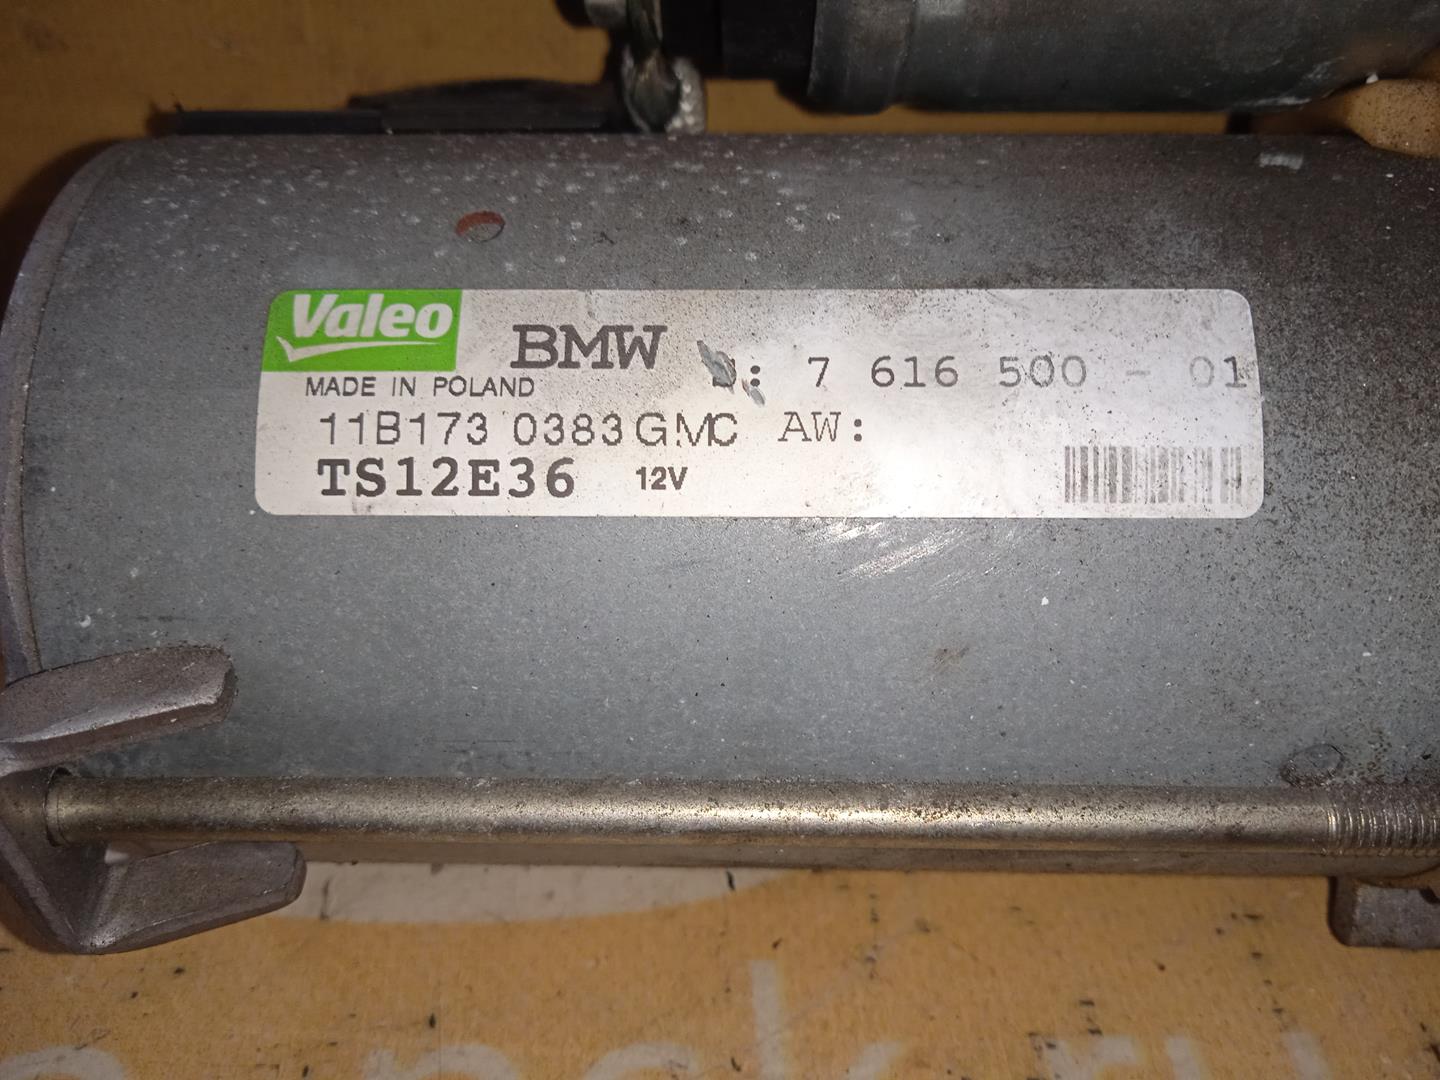 Valeo
BMW
: 7 616 500 - 01
MADE IN POLAND
11B173 0383GMC AW:
TS12E36 12V